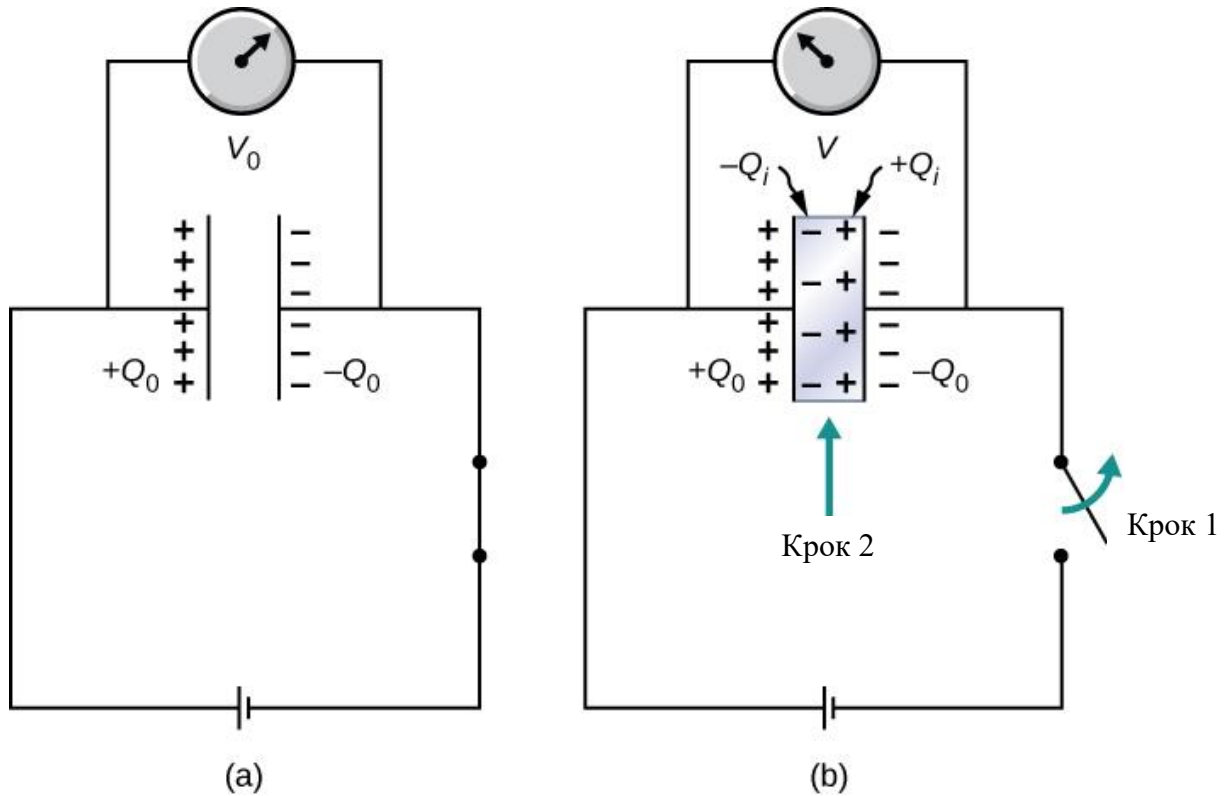 V₀
+ −
+ −
+ −
+ −
+ −
+ −
+Q₀ −Q₀
(a)
V
−Qᵢ +Qᵢ
+ − + −
+ −
+ − + −
+ − + −
+ −
+ − + −
+Q₀ −Q₀
Крок 1
Крок 2
(b)